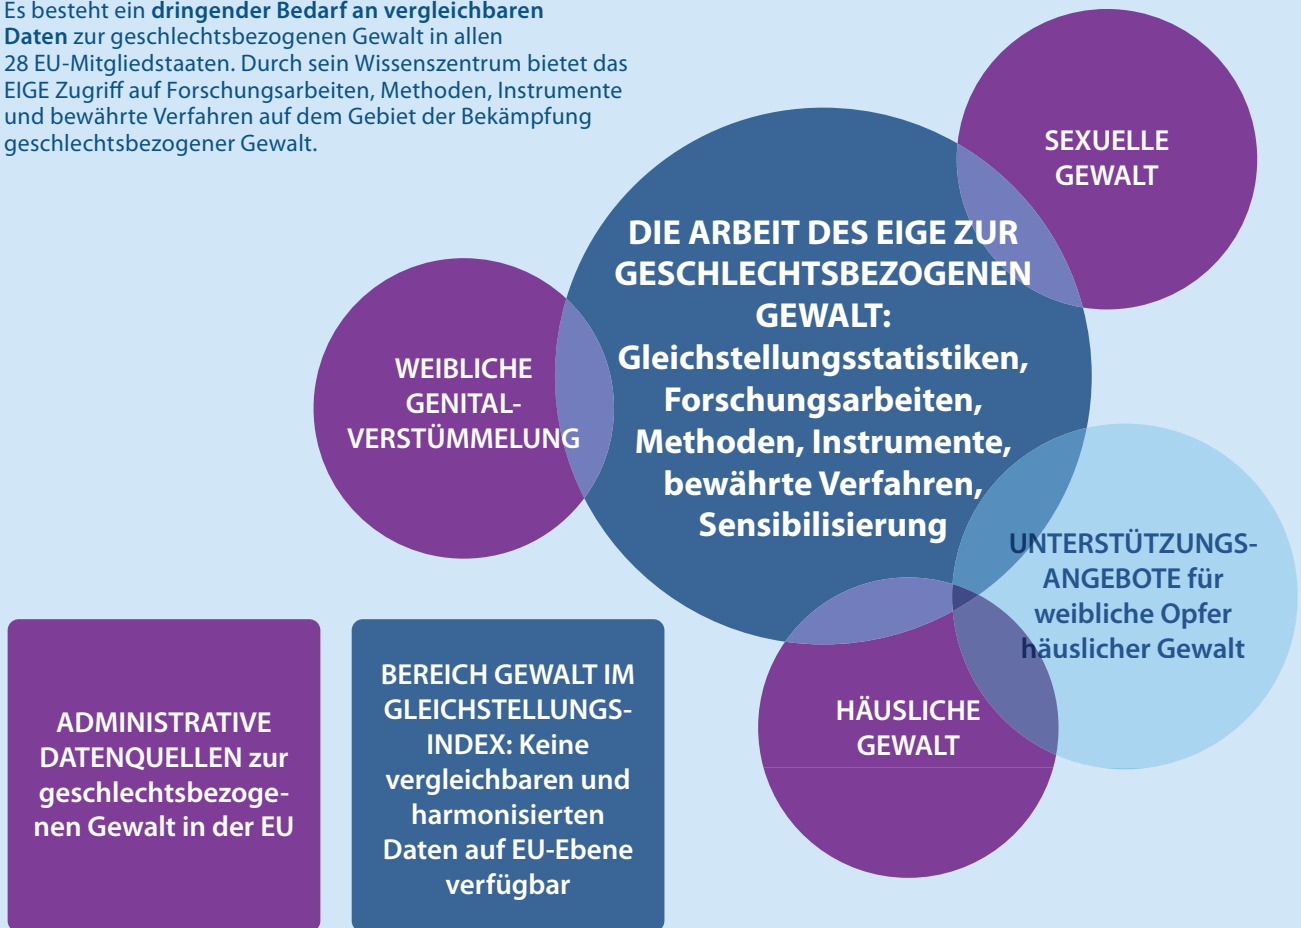 Es besteht ein dringender Bedarf an vergleichbaren
Daten zur geschlechtsbezogenen Gewalt in allen
28 EU-Mitgliedstaaten. Durch sein Wissenszentrum bietet das
EIGE Zugriff auf Forschungsarbeiten, Methoden, Instrumente
und bewährte Verfahren auf dem Gebiet der Bekämpfung
geschlechtsbezogener Gewalt.
SEXUELLE
GEWALT
DIE ARBEIT DES EIGE ZUR
GESCHLECHTSBEZOGENEN
GEWALT:
Gleichstellungsstatistiken,
Forschungsarbeiten,
Methoden, Instrumente,
bewährte Verfahren,
Sensibilisierung
WEIBLICHE
GENITAL-
VERSTÜMMELUNG
UNTERSTÜTZUNGS-
ANGEBOTE für
weibliche Opfer
häuslicher Gewalt
HÄUSLICHE
GEWALT
ADMINISTRATIVE
DATENQUELLEN zur
geschlechtsbezoge-
nen Gewalt in der EU
BEREICH GEWALT IM
GLEICHSTELLUNGS-
INDEX: Keine
vergleichbaren und
harmonisierten
Daten auf EU-Ebene
verfügbar